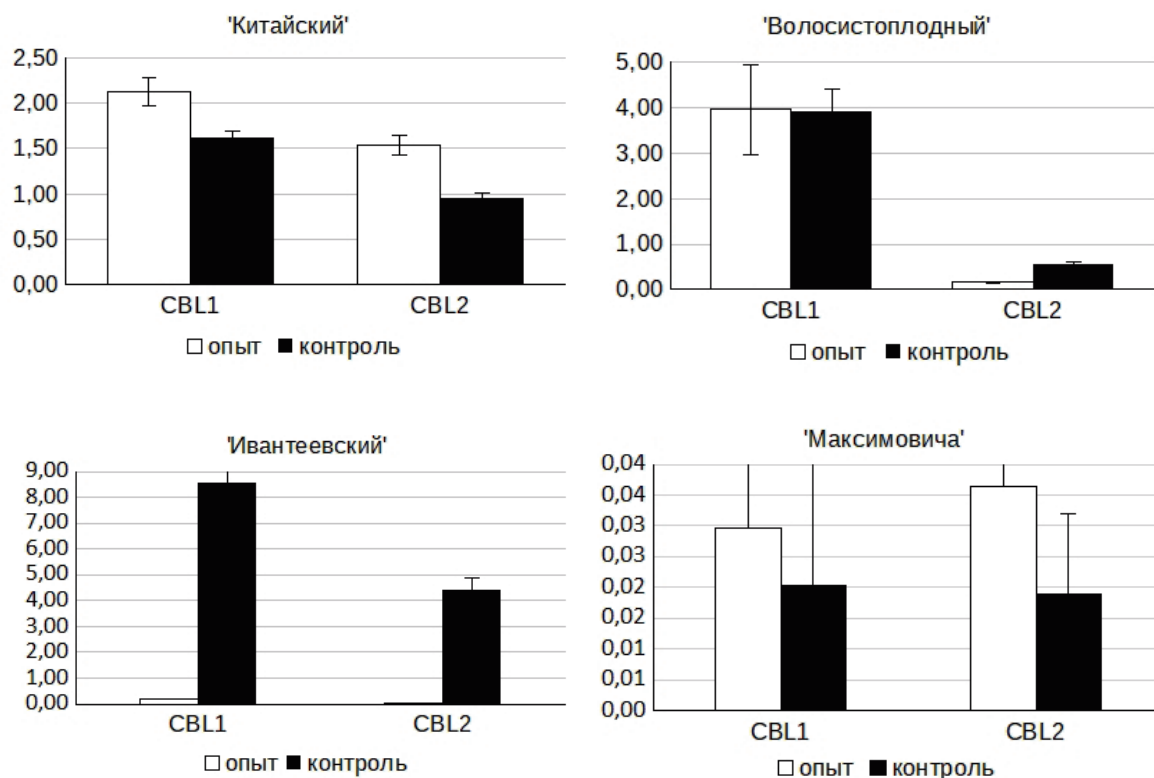 'Китайский'
2,50
2,00
1,50
1,00
0,50
0,00
CBL1 CBL2
опыт контроль
'Волосистоплодный'
5,00
4,00
3,00
2,00
1,00
0,00
CBL1 CBL2
опыт контроль
'Ивантеевский'
9,00
8,00
7,00
6,00
5,00
4,00
3,00
2,00
1,00
0,00
CBL1 CBL2
опыт контроль
'Максимовича'
0,04
0,04
0,03
0,03
0,02
0,02
0,01
0,01
0,00
CBL1 CBL2
опыт контроль